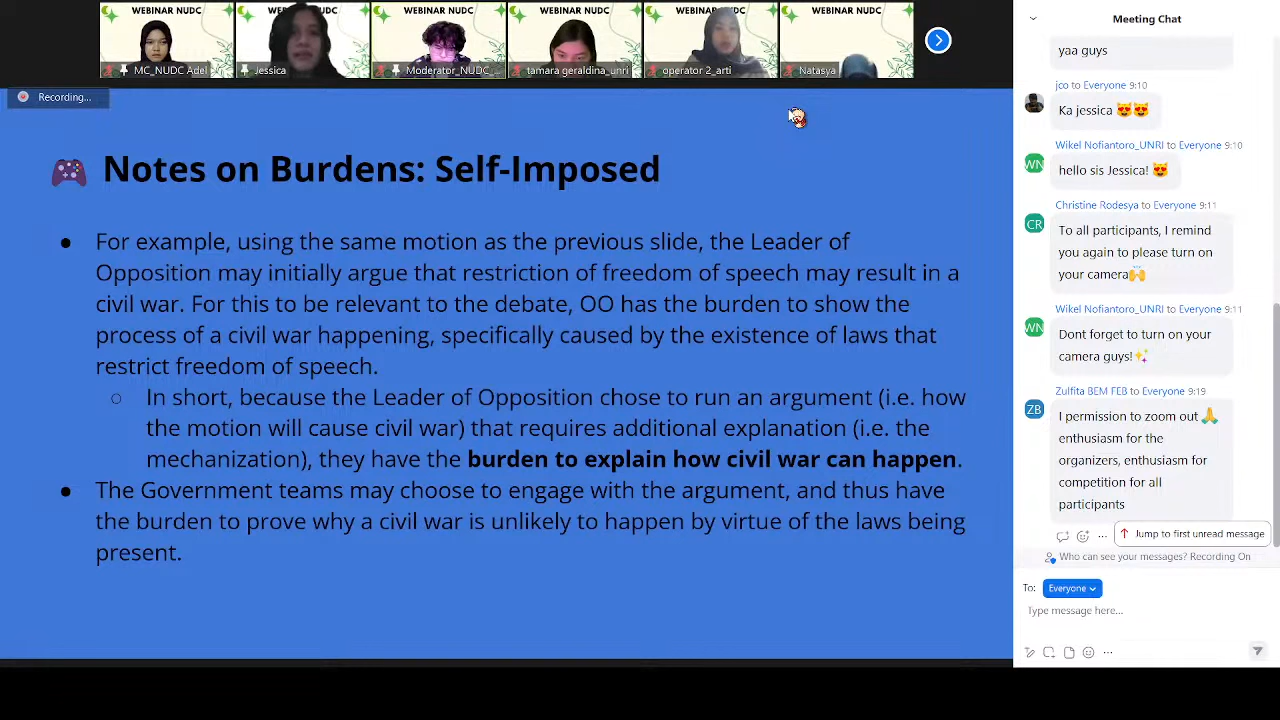 WEBINAR NUDC
WEBINAR NUDC
WEBINAR NUDC
WEBINAR NUDC
WEBINAR NUDC
WEBINAR NUDC
MC_NUDC Adel
Jessica
Moderator_NUDC_...
tamara geraldina_unri
operator 2_arti
Natasya
Recording...
Notes on Burdens: Self-Imposed
● For example, using the same motion as the previous slide, the Leader of
Opposition may initially argue that restriction of freedom of speech may result in a
civil war. For this to be relevant to the debate, OO has the burden to show the
process of a civil war happening, specifically caused by the existence of laws that
restrict freedom of speech.
○ In short, because the Leader of Opposition chose to run an argument (i.e. how
the motion will cause civil war) that requires additional explanation (i.e. the
mechanization), they have the burden to explain how civil war can happen.
● The Government teams may choose to engage with the argument, and thus have
the burden to prove why a civil war is unlikely to happen by virtue of the laws being
present.
Meeting Chat
yaa guys
jco to Everyone 9:10
Ka jessica 😻😻
Wikel Nofiantoro_UNRI to Everyone 9:10
WN
hello sis Jessica! 😻
Christine Rodesya to Everyone 9:11
CR
To all participants, I remind
you again to please turn on
your camera🙌
Wikel Nofiantoro_UNRI to Everyone 9:11
WN
Dont forget to turn on your
camera guys!✨
Zulfita BEM FEB to Everyone 9:19
ZB
I permission to zoom out 🙏
enthusiasm for the
organizers, enthusiasm for
competition for all
participants
Jump to first unread message
Who can see your messages? Recording On
To: Everyone
Type message here...